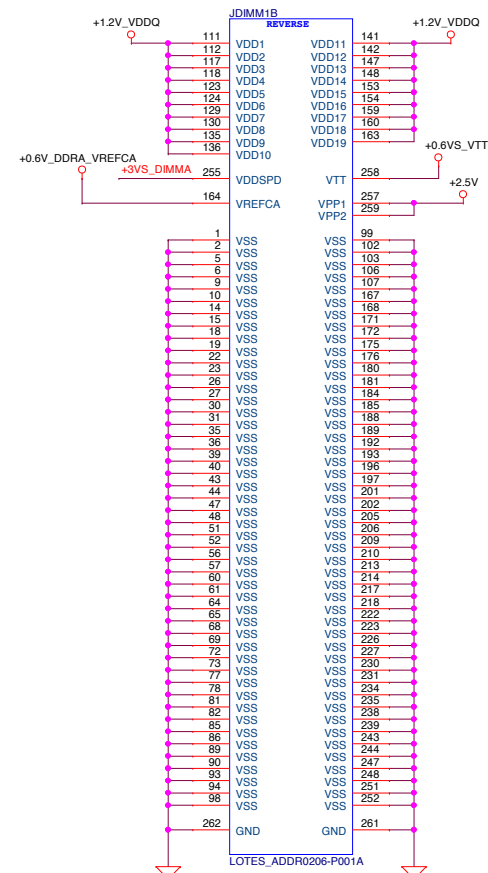 JDIMM1B
REVERSE
+1.2V_VDDQ +1.2V_VDDQ
111 VDD1 VDD11 141
112 VDD2 VDD12 142
117 VDD3 VDD13 147
118 VDD4 VDD14 148
123 VDD5 VDD15 153
124 VDD6 VDD16 154
129 VDD7 VDD17 159
130 VDD8 VDD18 160
135 VDD9 VDD19 163
136 VDD10
+0.6V_DDRA_VREFCA +0.6VS_VTT
+3VS_DIMMA 255 VDDSPD VTT 258
+2.5V
164 VREFCA VPP1 257
VPP2 259
1 VSS VSS 99
2 VSS VSS 102
5 VSS VSS 103
6 VSS VSS 106
9 VSS VSS 107
10 VSS VSS 167
14 VSS VSS 168
15 VSS VSS 171
18 VSS VSS 172
19 VSS VSS 175
22 VSS VSS 176
23 VSS VSS 180
26 VSS VSS 181
27 VSS VSS 184
30 VSS VSS 185
31 VSS VSS 188
35 VSS VSS 189
36 VSS VSS 192
39 VSS VSS 193
40 VSS VSS 196
43 VSS VSS 197
44 VSS VSS 201
47 VSS VSS 202
48 VSS VSS 205
51 VSS VSS 206
52 VSS VSS 209
56 VSS VSS 210
57 VSS VSS 213
60 VSS VSS 214
61 VSS VSS 217
64 VSS VSS 218
65 VSS VSS 222
68 VSS VSS 223
69 VSS VSS 226
72 VSS VSS 227
73 VSS VSS 230
77 VSS VSS 231
78 VSS VSS 234
81 VSS VSS 235
82 VSS VSS 238
85 VSS VSS 239
86 VSS VSS 243
89 VSS VSS 244
90 VSS VSS 247
93 VSS VSS 248
94 VSS VSS 251
98 VSS VSS 252
262 GND GND 261
LOTES_ADDR0206-P001A